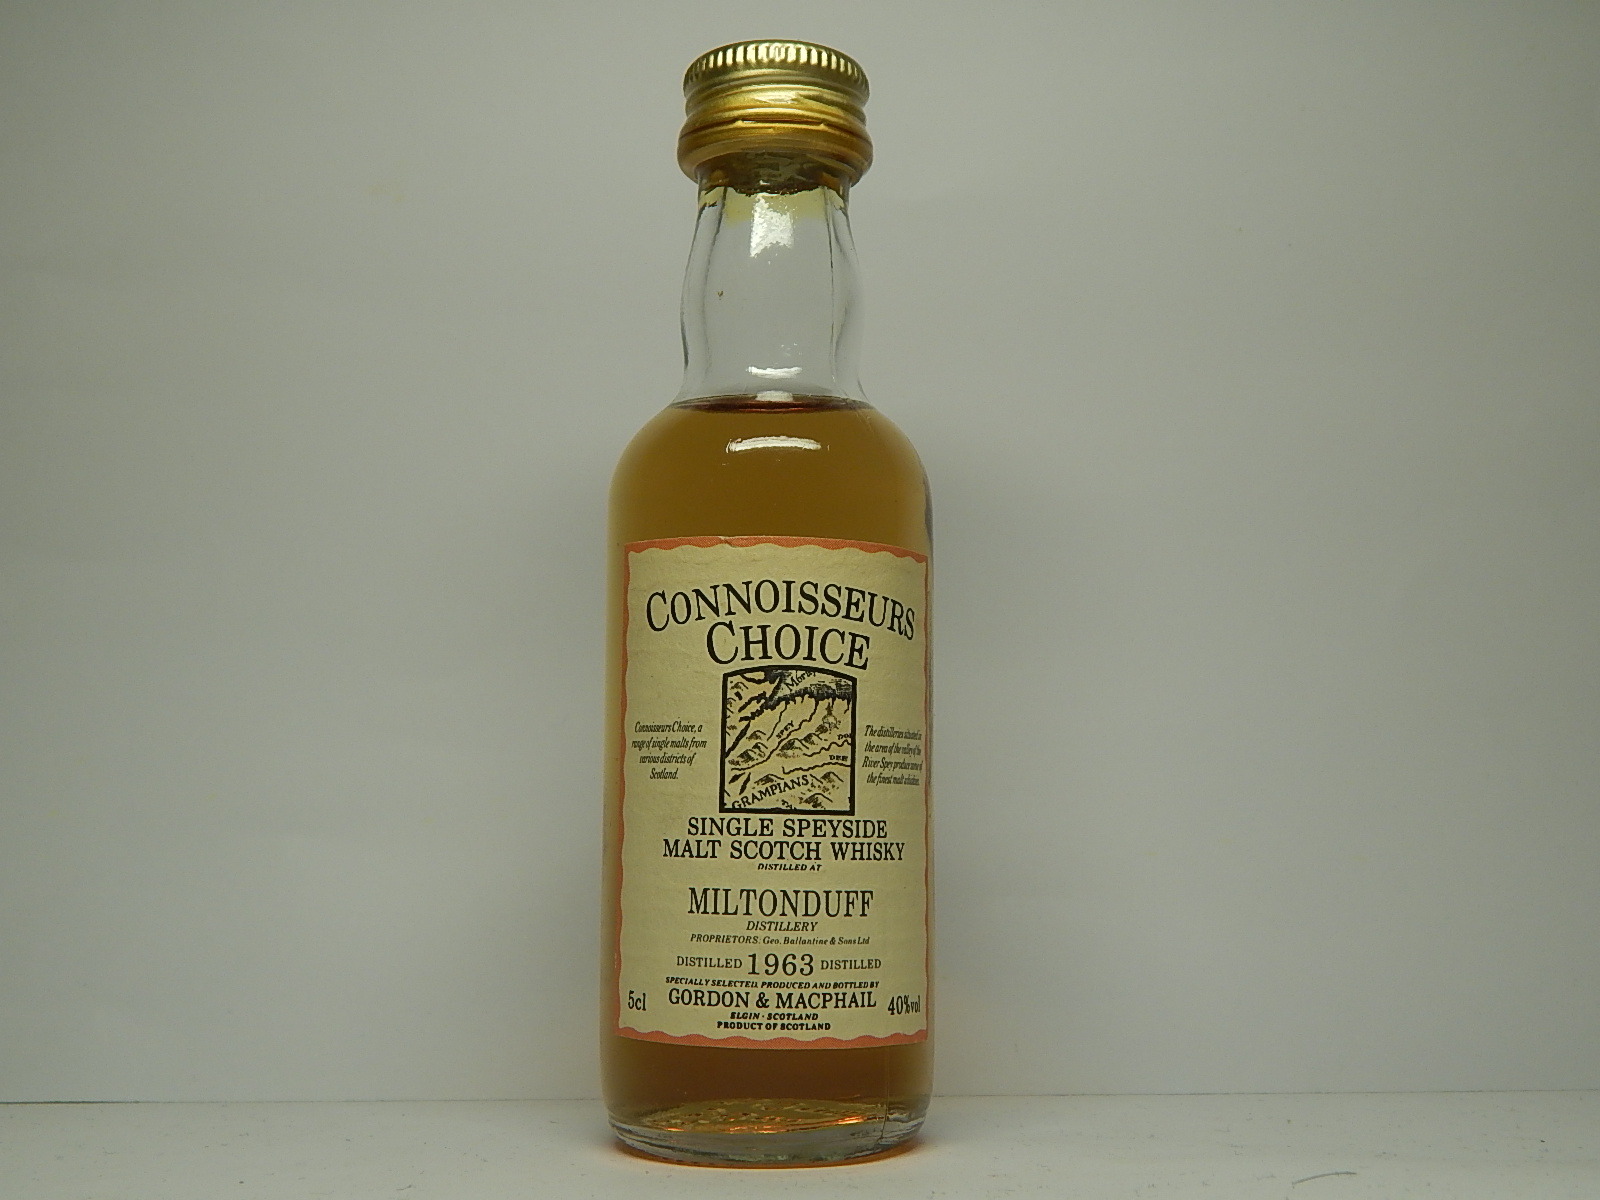 CONNOISSEURS
CHOICE
Moray
SPEY
DEE
GRAMPIANS
Connoisseurs Choice, a
range of single malts from
various districts of
Scotland.
The distilleries situated in
the area of the valley of the
River Spey produce some of
the finest malt whiskies.
SINGLE SPEYSIDE
MALT SCOTCH WHISKY
DISTILLED AT
MILTONDUFF
DISTILLERY
PROPRIETORS: Geo. Ballantine & Sons Ltd
DISTILLED 1963 DISTILLED
SPECIALLY SELECTED, PRODUCED AND BOTTLED BY
5cl GORDON & MACPHAIL 40%vol
ELGIN · SCOTLAND
PRODUCT OF SCOTLAND